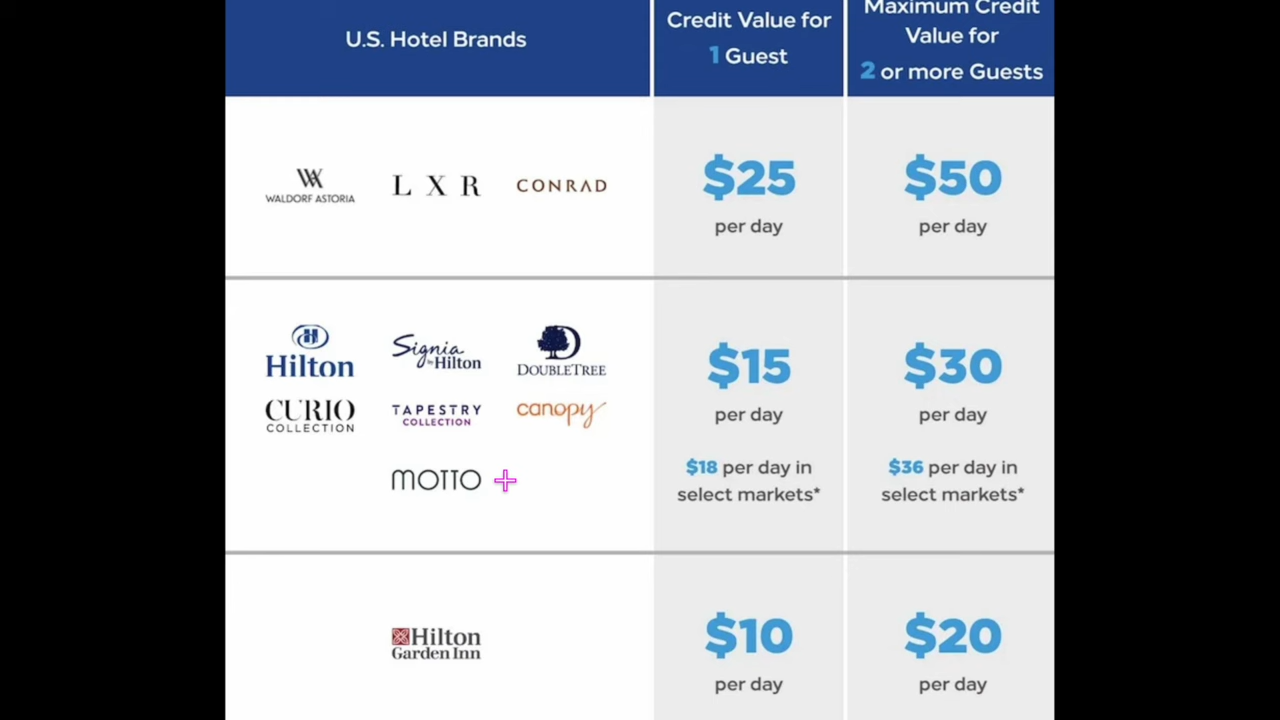 U.S. Hotel Brands
Credit Value for
1 Guest
Maximum Credit
Value for
2 or more Guests
WALDORF ASTORIA
LXR
CONRAD
$25
per day
$50
per day
Hilton
Signia
by Hilton
DOUBLETREE
CURIO
COLLECTION
TAPESTRY
COLLECTION
canopy
MOTTO
$15
per day
$18 per day in
select markets*
$30
per day
$36 per day in
select markets*
Hilton
Garden Inn
$10
per day
$20
per day